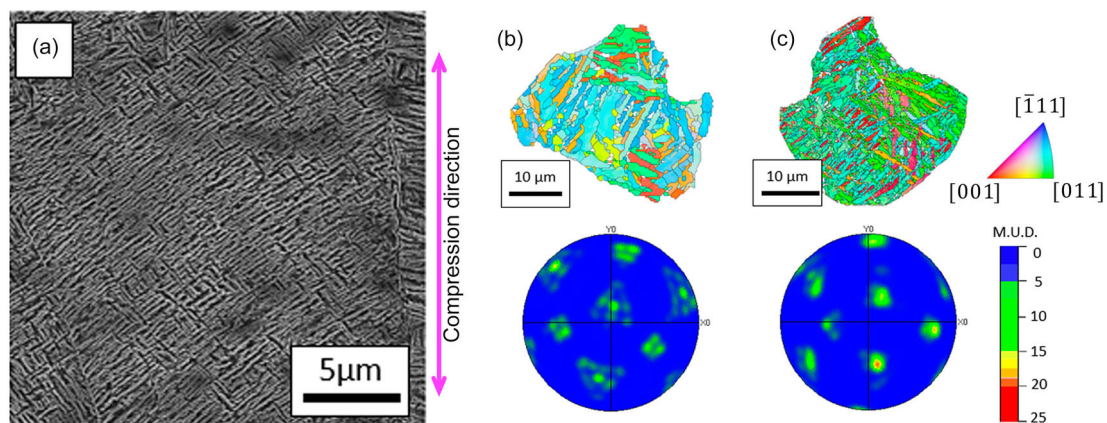 (a)
5µm
Compression direction
(b)
10 µm
(c)
10 µm
[1̄11]
[001]
[011]
Y0
X0
Y0
X0
M.U.D.
0
5
10
15
20
25